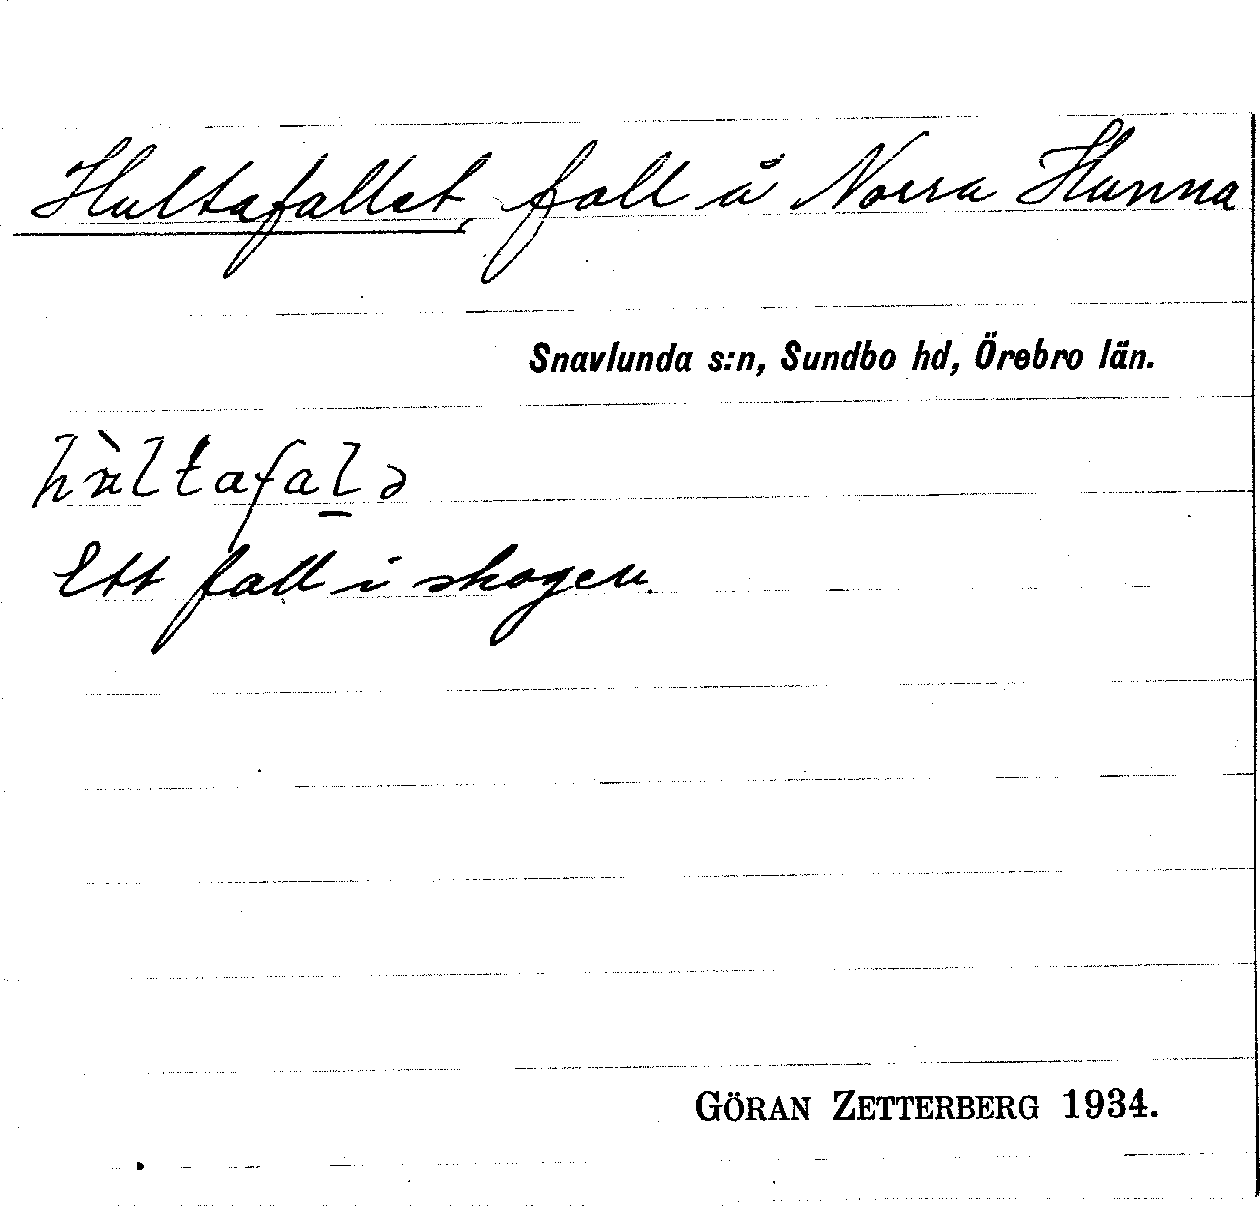 Hultafallet, fall å Norra Hunna
Snavlunda s:n, Sundbo hd, Örebro län.
hùltafal̲ə
Ett fall i skogen.
GÖRAN ZETTERBERG 1934.